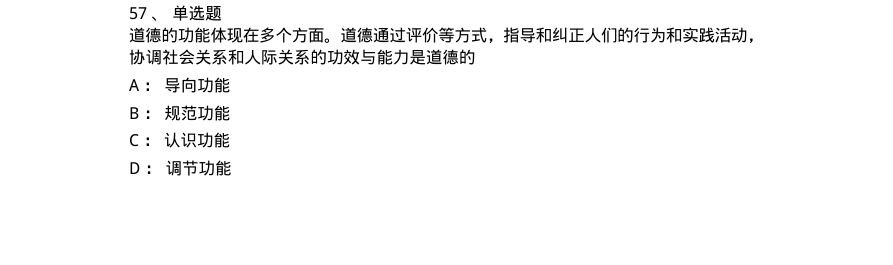 57 、 单选题
道德的功能体现在多个方面。道德通过评价等方式，指导和纠正人们的行为和实践活动，
协调社会关系和人际关系的功效与能力是道德的
A ： 导向功能
B ： 规范功能
C ： 认识功能
D ： 调节功能